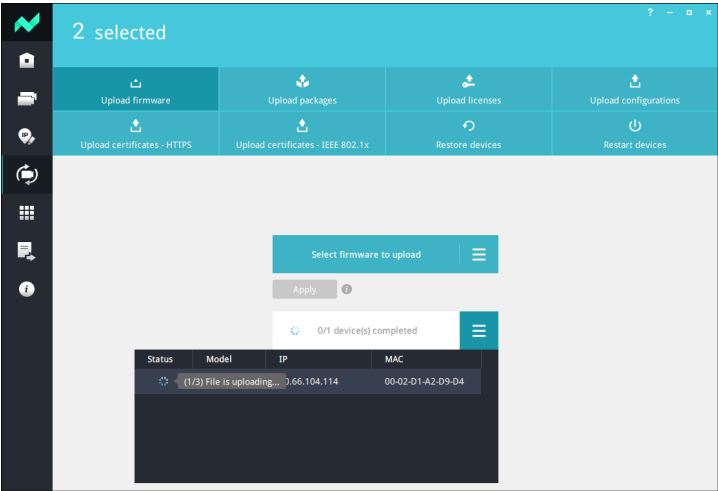 ? – □ ×
2 selected
Upload firmware
Upload packages
Upload licenses
Upload configurations
Upload certificates - HTTPS
Upload certificates - IEEE 802.1x
Restore devices
Restart devices
IP
Select firmware to upload
Apply i
0/1 device(s) completed
Status Model IP MAC
(1/3) File is uploading... 0.66.104.114 00-02-D1-A2-D9-D4
i